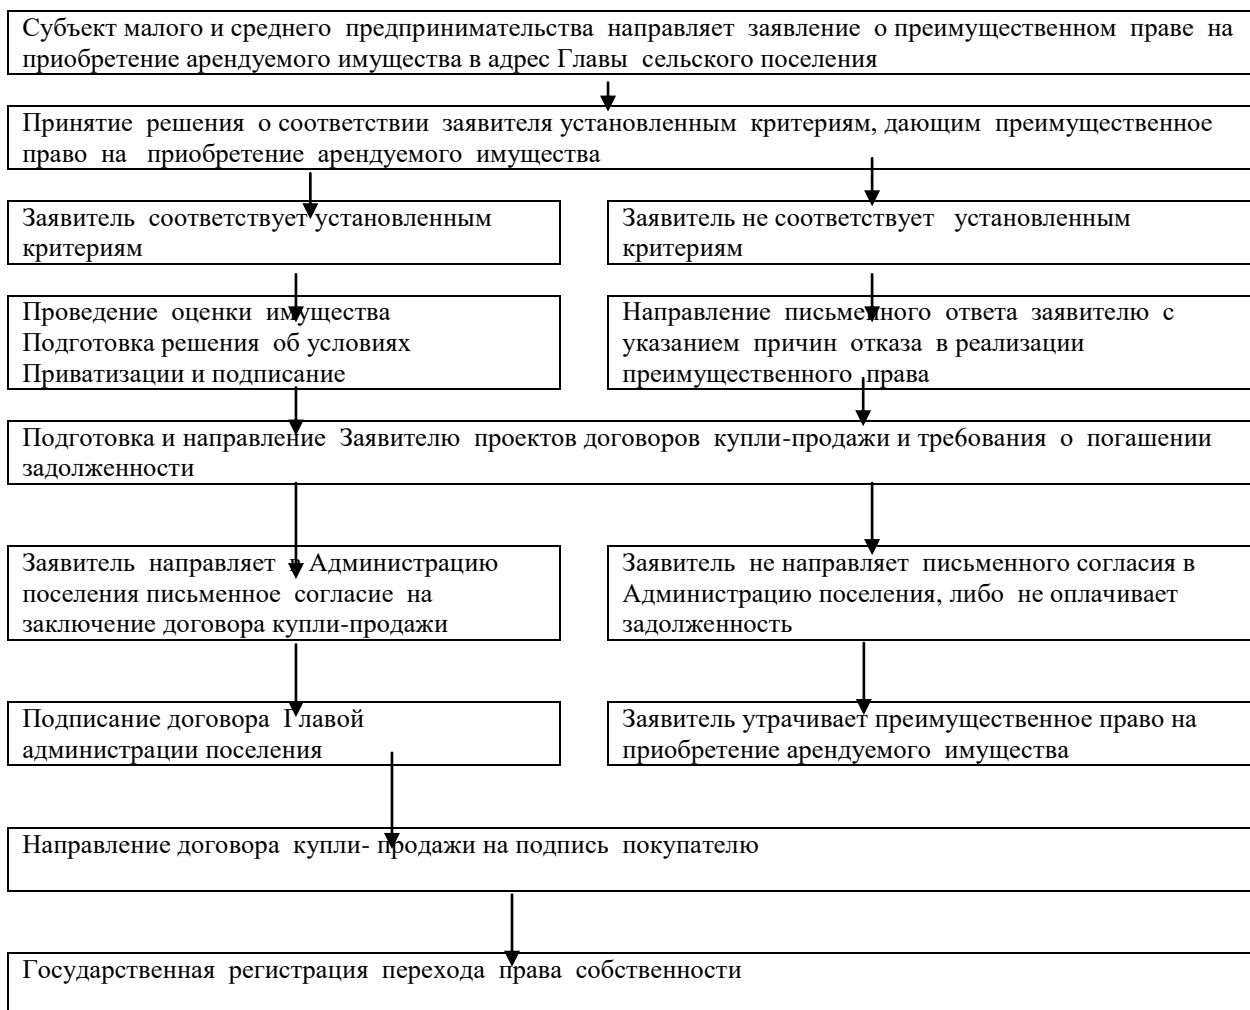 Субъект малого и среднего предпринимательства направляет заявление о преимущественном праве на
приобретение арендуемого имущества в адрес Главы сельского поселения
Принятие решения о соответствии заявителя установленным критериям, дающим преимущественное
право на приобретение арендуемого имущества
Заявитель соответствует установленным
критериям
Заявитель не соответствует установленным
критериям
Проведение оценки имущества
Подготовка решения об условиях
Приватизации и подписание
Направление письменного ответа заявителю с
указанием причин отказа в реализации
преимущественного права
Подготовка и направление Заявителю проектов договоров купли-продажи и требования о погашении
задолженности
Заявитель направляет в Администрацию
поселения письменное согласие на
заключение договора купли-продажи
Заявитель не направляет письменного согласия в
Администрацию поселения, либо не оплачивает
задолженность
Подписание договора Главой
администрации поселения
Заявитель утрачивает преимущественное право на
приобретение арендуемого имущества
Направление договора купли- продажи на подпись покупателю
Государственная регистрация перехода права собственности